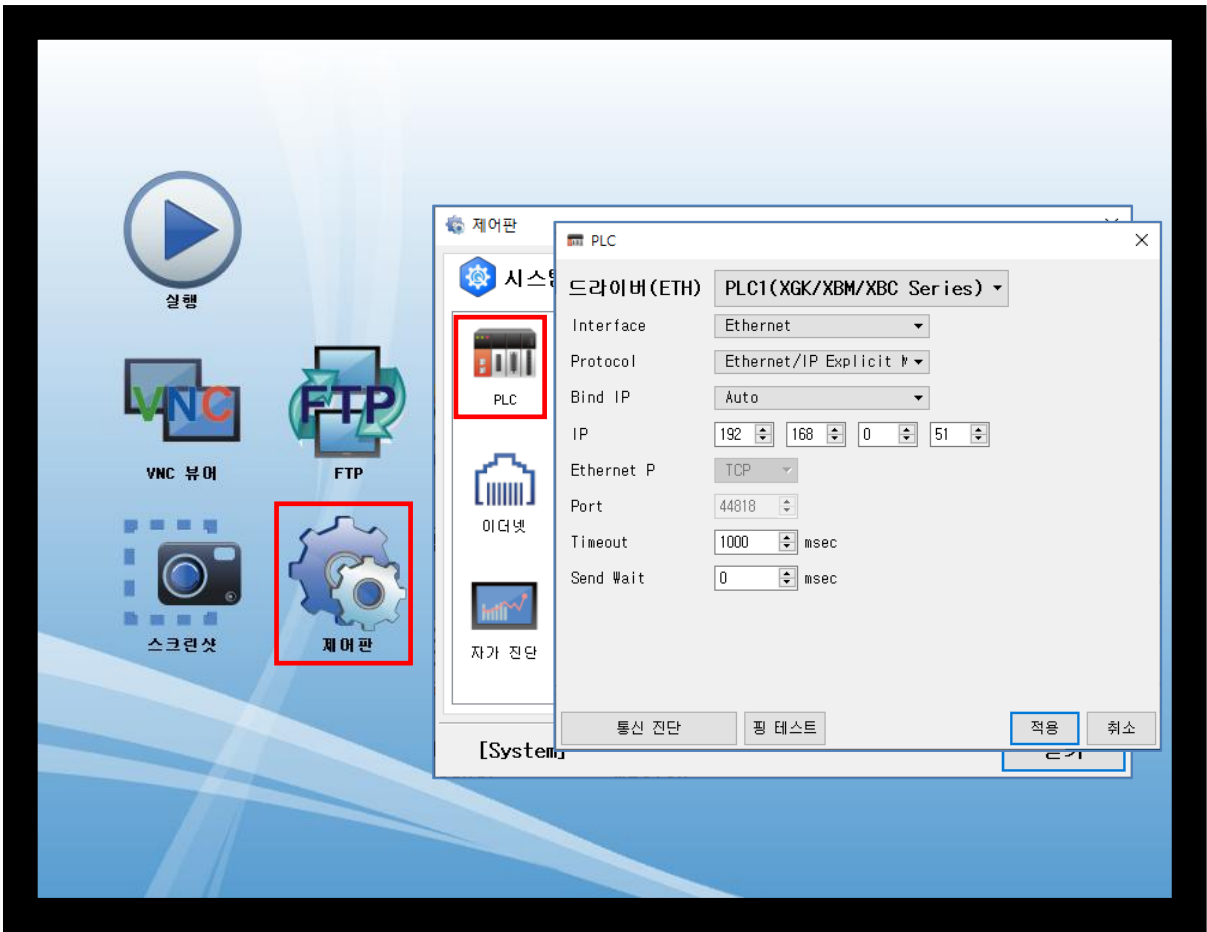 실행
VNC
VNC 뷰어
FTP
FTP
스크린샷
제어판
제어판
시스템
PLC
이더넷
자가 진단
[System]
PLC
드라이버(ETH) PLC1(XGK/XBM/XBC Series)
Interface Ethernet
Protocol Ethernet/IP Explicit
Bind IP Auto
IP 192 168 0 51
Ethernet P TCP
Port 44818
Timeout 1000 msec
Send Wait 0 msec
통신 진단 핑 테스트 적용 취소